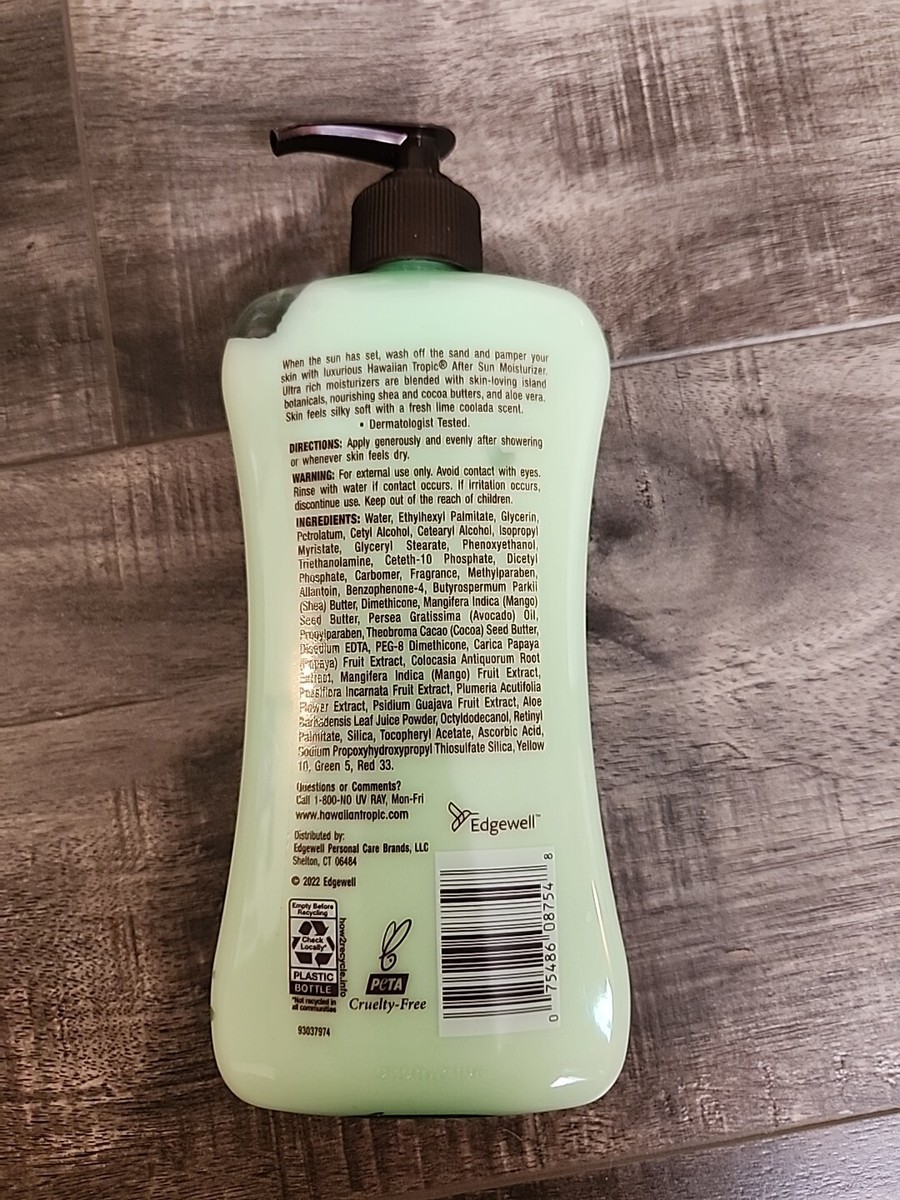 When the sun has set, wash off the sand and pamper your
skin with luxurious Hawaiian Tropic® After Sun Moisturizer.
Ultra rich moisturizers are blended with skin-loving island
botanicals, nourishing shea and cocoa butters, and aloe vera.
Skin feels silky soft with a fresh lime coolada scent.
• Dermatologist Tested.
DIRECTIONS: Apply generously and evenly after showering
or whenever skin feels dry.
WARNING: For external use only. Avoid contact with eyes.
Rinse with water if contact occurs. If irritation occurs,
discontinue use. Keep out of the reach of children.
INGREDIENTS: Water, Ethylhexyl Palmitate, Glycerin,
Petrolatum, Cetyl Alcohol, Cetearyl Alcohol, Isopropyl
Myristate, Glyceryl Stearate, Phenoxyethanol,
Triethanolamine, Ceteth-10 Phosphate, Dicetyl
Phosphate, Carbomer, Fragrance, Methylparaben,
Allantoin, Benzophenone-4, Butyrospermum Parkii
(Shea) Butter, Dimethicone, Mangifera Indica (Mango)
Seed Butter, Persea Gratissima (Avocado) Oil,
Propylparaben, Theobroma Cacao (Cocoa) Seed Butter,
Disodium EDTA, PEG-8 Dimethicone, Carica Papaya
(Papaya) Fruit Extract, Colocasia Antiquorum Root
Extract, Mangifera Indica (Mango) Fruit Extract,
Passiflora Incarnata Fruit Extract, Plumeria Acutifolia
Flower Extract, Psidium Guajava Fruit Extract, Aloe
Barbadensis Leaf Juice Powder, Octyldodecanol, Retinyl
Palmitate, Silica, Tocopheryl Acetate, Ascorbic Acid,
Sodium Propoxyhydroxypropyl Thiosulfate Silica, Yellow
10, Green 5, Red 33.
Questions or Comments?
Call 1-800-NO UV RAY, Mon-Fri
www.hawaiiantropic.com
Edgewell™
Distributed by:
Edgewell Personal Care Brands, LLC
Shelton, CT 06484
© 2022 Edgewell
Empty Before
Recycling
Check
Locally*
PLASTIC
BOTTLE
*Not recycled in
all communities
how2recycle.info
PETA
Cruelty-Free
0 75486 08754 8
93037974